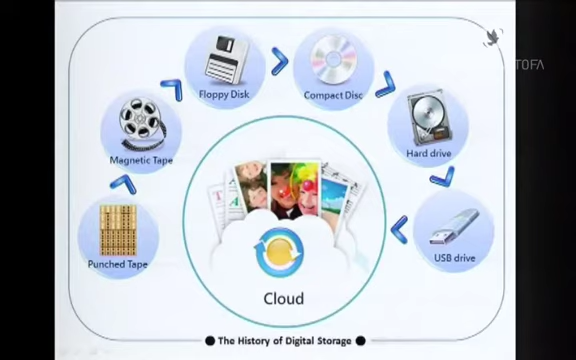 TOFA
Floppy Disk
Compact Disc
Magnetic Tape
Hard drive
Punched Tape
USB drive
Cloud
The History of Digital Storage